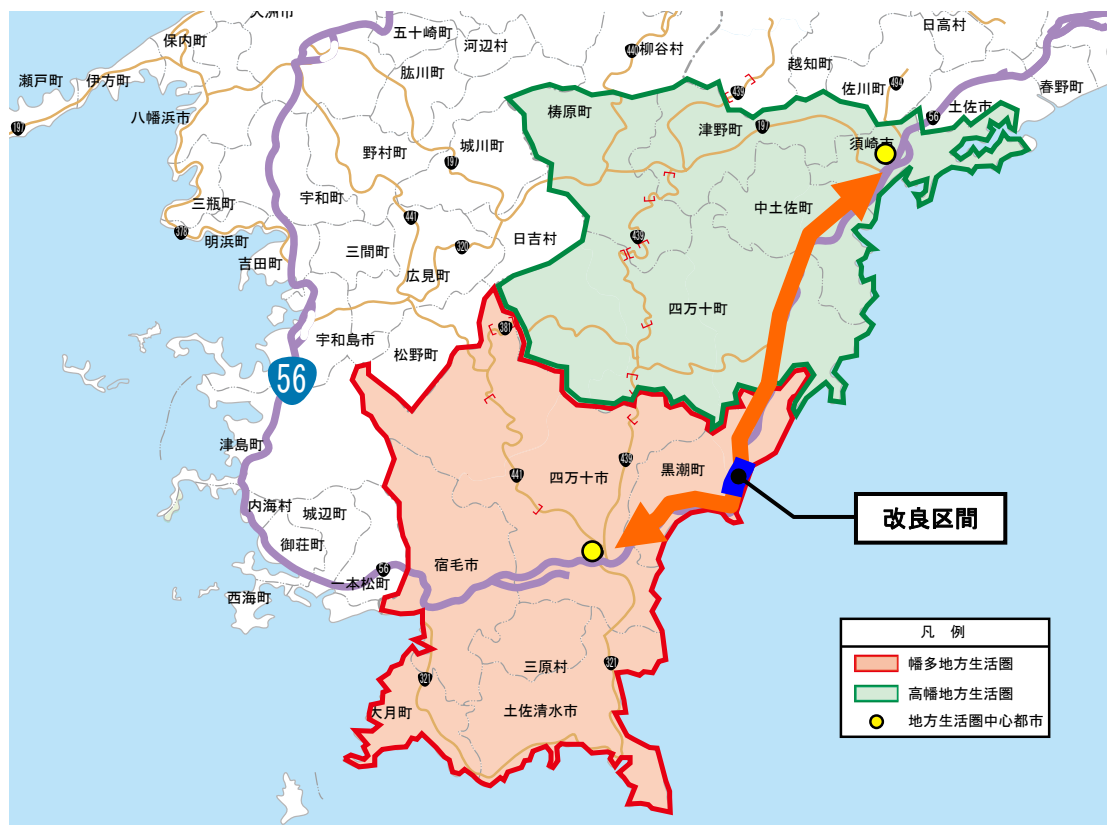 大洲市
五十崎町
河辺村
柳谷村
日高村
保内町
440
越知町
瀬戸町
伊方町
肱川町
439
佐川町
494
春野町
197
八幡浜市
梼原町
津野町
197
56
土佐市
野村町
城川町
197
須崎市
三瓶町
宇和町
441
中土佐町
378
明浜町
三間町
320
日吉村
439
吉田町
広見町
四万十町
宇和島市
381
松野町
56
津島町
441
四万十市
439
黒潮町
内海村
城辺町
改良区間
御荘町
56
宿毛市
一本松町
西海町
凡 例
三原村
321
幡多地方生活圏
321
高幡地方生活圏
大月町
土佐清水市
地方生活圏中心都市